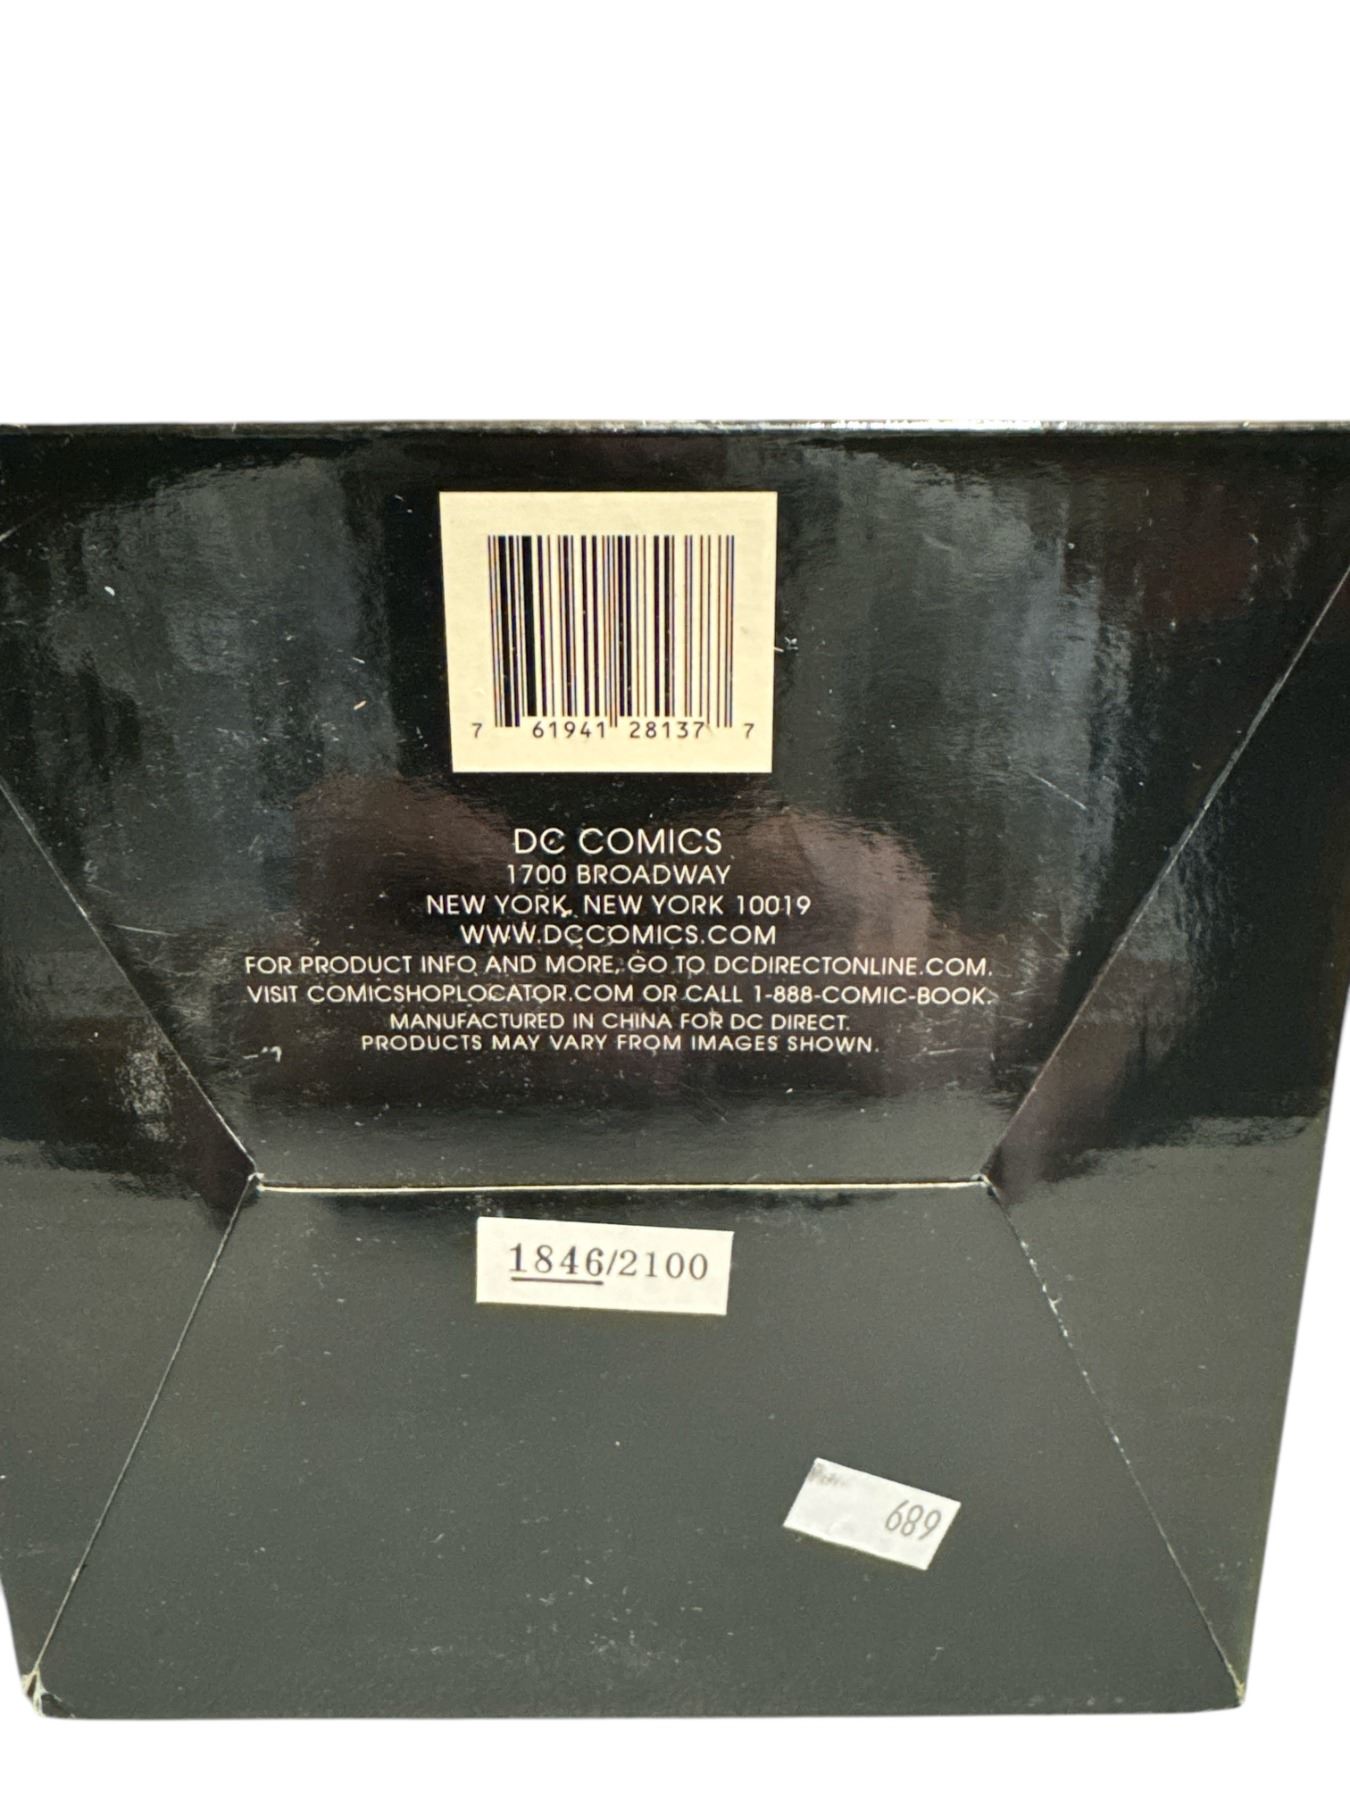 7 61941 28137 7
DC COMICS
1700 BROADWAY
NEW YORK, NEW YORK 10019
WWW.DCCOMICS.COM
FOR PRODUCT INFO AND MORE, GO TO DCDIRECTONLINE.COM.
VISIT COMICSHOPLOCATOR.COM OR CALL 1-888-COMIC-BOOK.
MANUFACTURED IN CHINA FOR DC DIRECT.
PRODUCTS MAY VARY FROM IMAGES SHOWN.
1846/2100
689